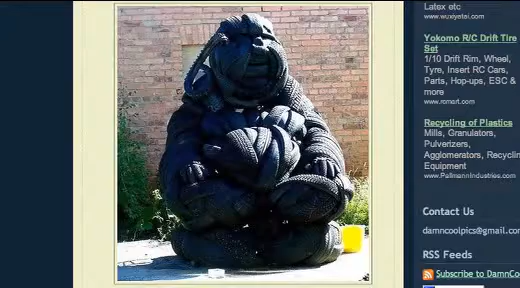 Latex etc
www.wuxiyetai.com
Yokomo R/C Drift Tire
Set
1/10 Drift Rim, Wheel,
Tyre, Insert RC Cars,
Parts, Hop-ups, ESC &
more
www.rcmart.com
Recycling of Plastics
Mills, Granulators,
Pulverizers,
Agglomerators, Recyclin
Equipment
www.PallmannIndustries.com
Contact Us
damncoolpics@gmail.com
RSS Feeds
Subscribe to DamnCo